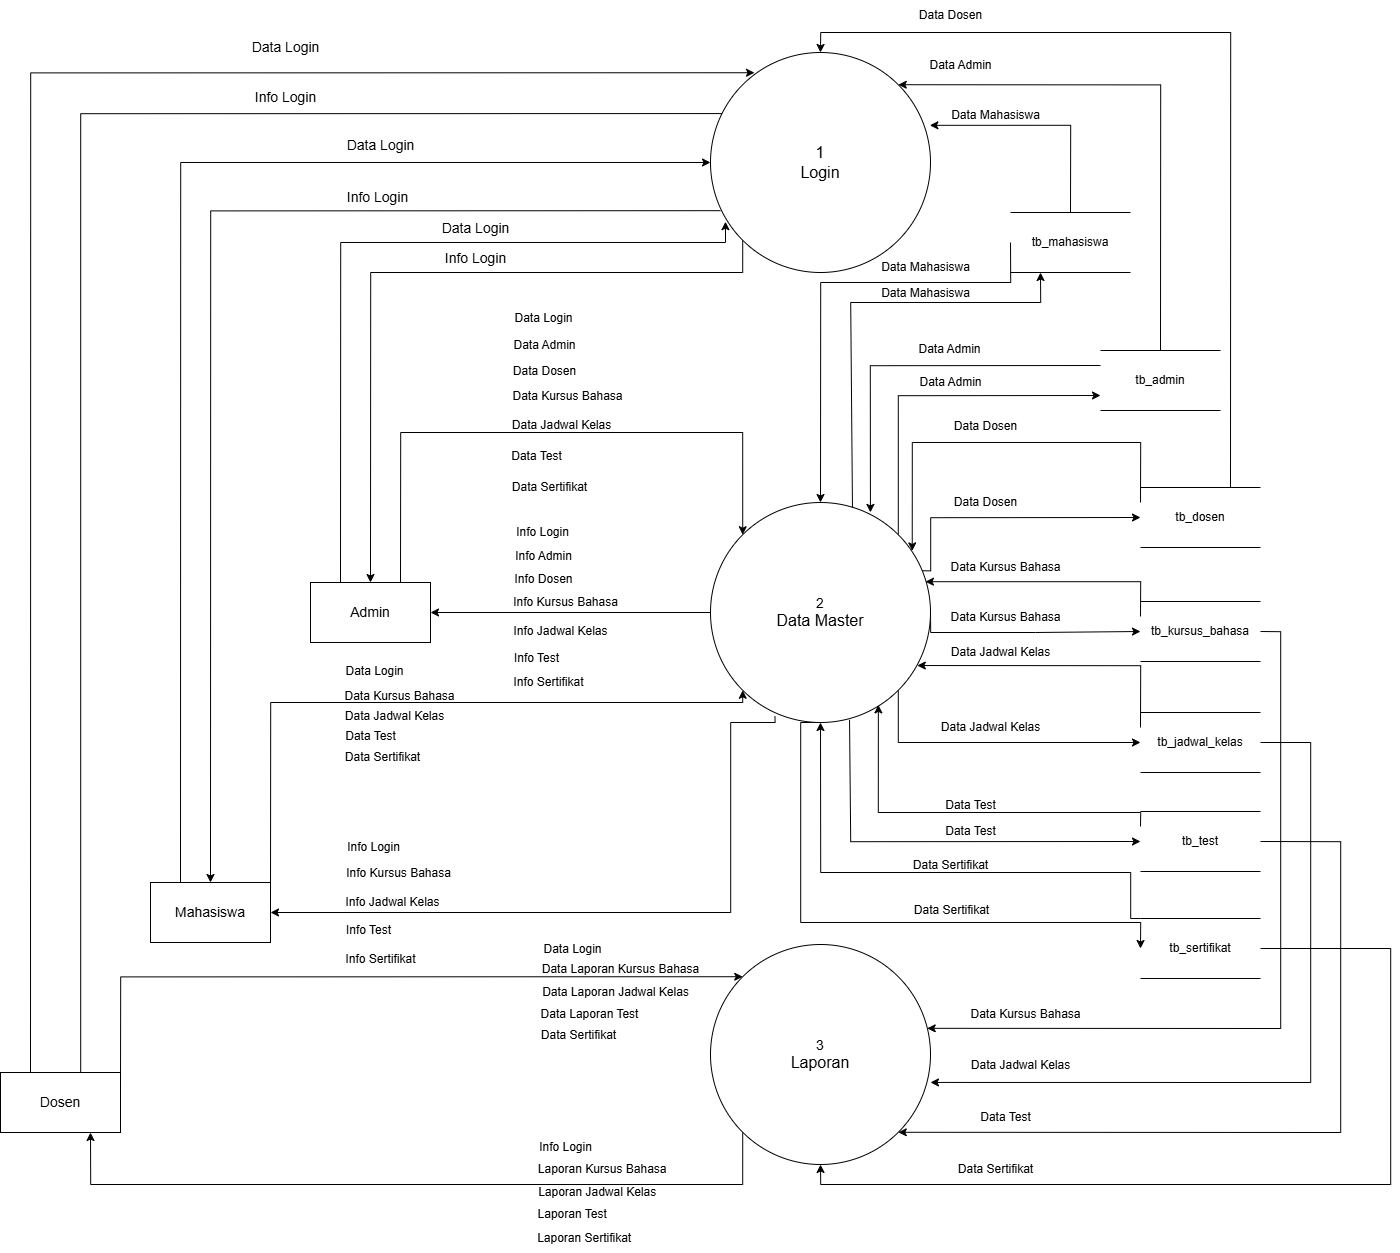 Data Dosen
Data Login
Data Admin
Info Login
Data Mahasiswa
Data Login
1
Login
Info Login
Data Login
tb_mahasiswa
Info Login
Data Mahasiswa
Data Mahasiswa
Data Login
Data Admin
Data Admin
Data Dosen
Data Admin
tb_admin
Data Kursus Bahasa
Data Jadwal Kelas
Data Dosen
Data Test
Data Sertifikat
Data Dosen
tb_dosen
Info Login
Info Admin
Data Kursus Bahasa
Info Dosen
Info Kursus Bahasa
Admin
2
Data Master
Data Kursus Bahasa
Info Jadwal Kelas
tb_kursus_bahasa
Data Jadwal Kelas
Info Test
Data Login
Info Sertifikat
Data Kursus Bahasa
Data Jadwal Kelas
Data Jadwal Kelas
Data Test
tb_jadwal_kelas
Data Sertifikat
Data Test
Data Test
tb_test
Info Login
Data Sertifikat
Info Kursus Bahasa
Info Jadwal Kelas
Mahasiswa
Data Sertifikat
Info Test
Data Login
tb_sertifikat
Info Sertifikat
Data Laporan Kursus Bahasa
Data Laporan Jadwal Kelas
Data Laporan Test
Data Kursus Bahasa
Data Sertifikat
3
Laporan
Data Jadwal Kelas
Dosen
Data Test
Info Login
Laporan Kursus Bahasa
Data Sertifikat
Laporan Jadwal Kelas
Laporan Test
Laporan Sertifikat